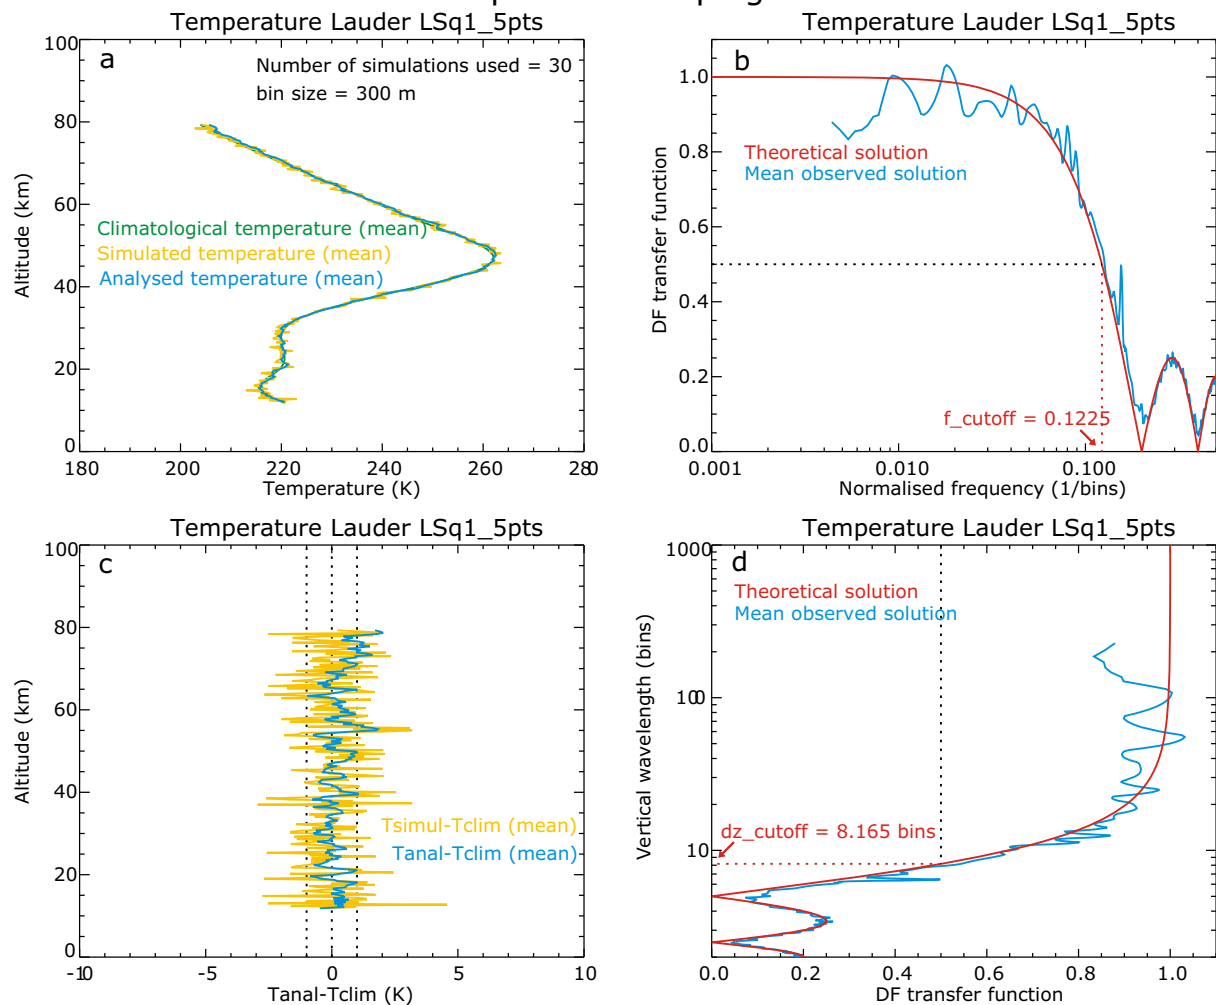 Temperature Lauder LSq1_5pts
a
Number of simulations used = 30
bin size = 300 m
Climatological temperature (mean)
Simulated temperature (mean)
Analysed temperature (mean)
Altitude (km)
100
80
60
40
20
0
180
200
220
240
260
280
Temperature (K)
Temperature Lauder LSq1_5pts
b
Theoretical solution
Mean observed solution
f_cutoff = 0.1225
DF transfer function
1.0
0.8
0.6
0.4
0.2
0.0
0.001
0.010
0.100
Normalised frequency (1/bins)
Temperature Lauder LSq1_5pts
c
Tsimul-Tclim (mean)
Tanal-Tclim (mean)
Altitude (km)
100
80
60
40
20
0
-10
-5
0
5
10
Tanal-Tclim (K)
Temperature Lauder LSq1_5pts
d
Theoretical solution
Mean observed solution
dz_cutoff = 8.165 bins
Vertical wavelength (bins)
1000
100
10
0.0
0.2
0.4
0.6
0.8
1.0
DF transfer function